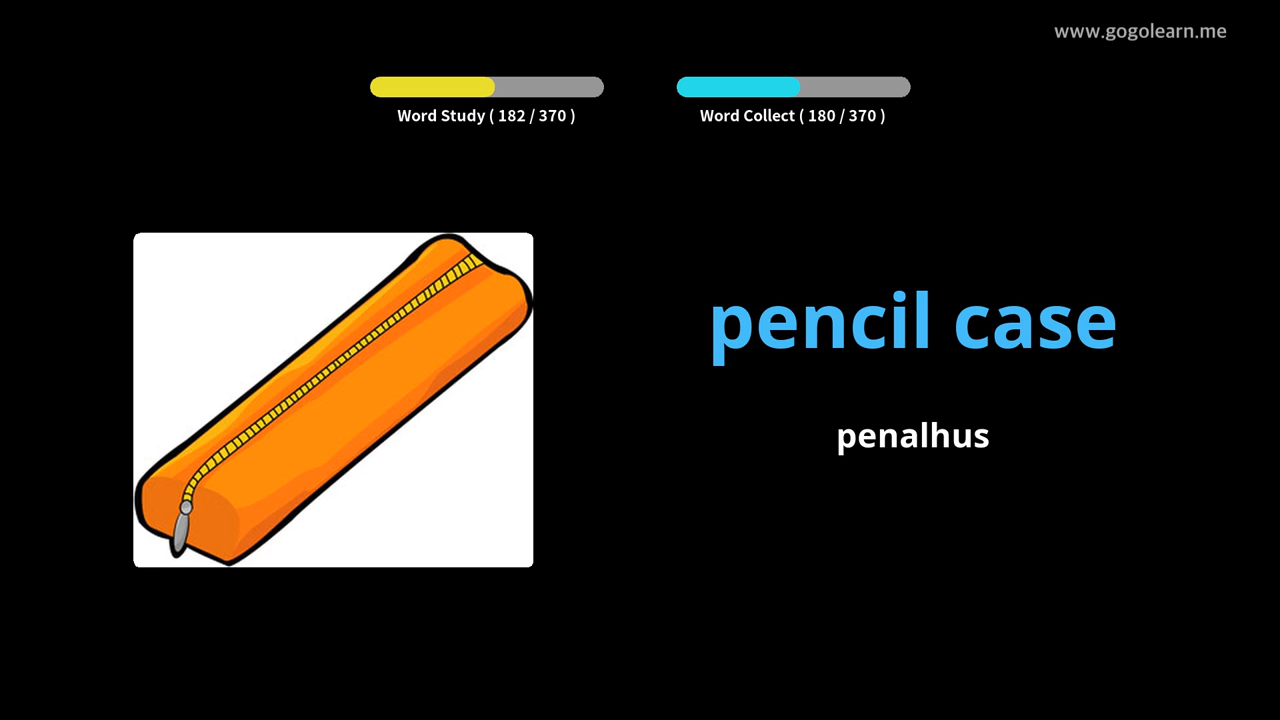 www.gogolearn.me
Word Study ( 182 / 370 )
Word Collect ( 180 / 370 )
pencil case
penalhus